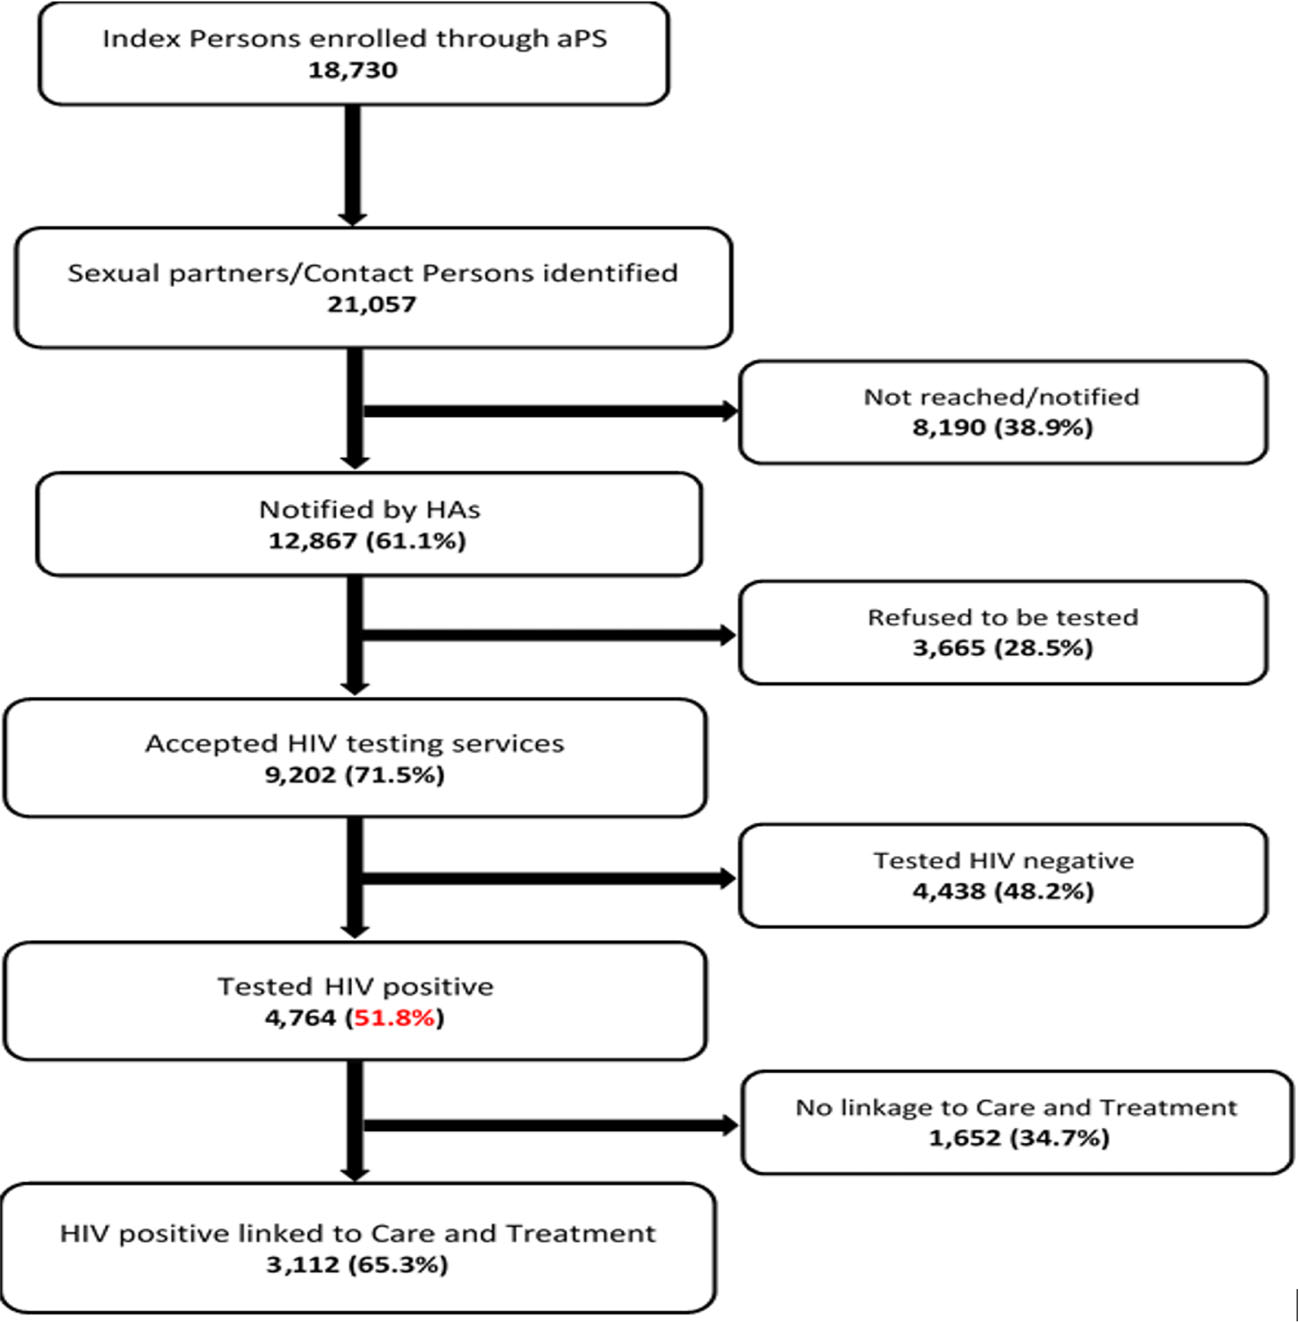 Index Persons enrolled through aPS
18,730
Sexual partners/Contact Persons identified
21,057
Not reached/notified
8,190 (38.9%)
Notified by HAs
12,867 (61.1%)
Refused to be tested
3,665 (28.5%)
Accepted HIV testing services
9,202 (71.5%)
Tested HIV negative
4,438 (48.2%)
Tested HIV positive
4,764 (51.8%)
No linkage to Care and Treatment
1,652 (34.7%)
HIV positive linked to Care and Treatment
3,112 (65.3%)